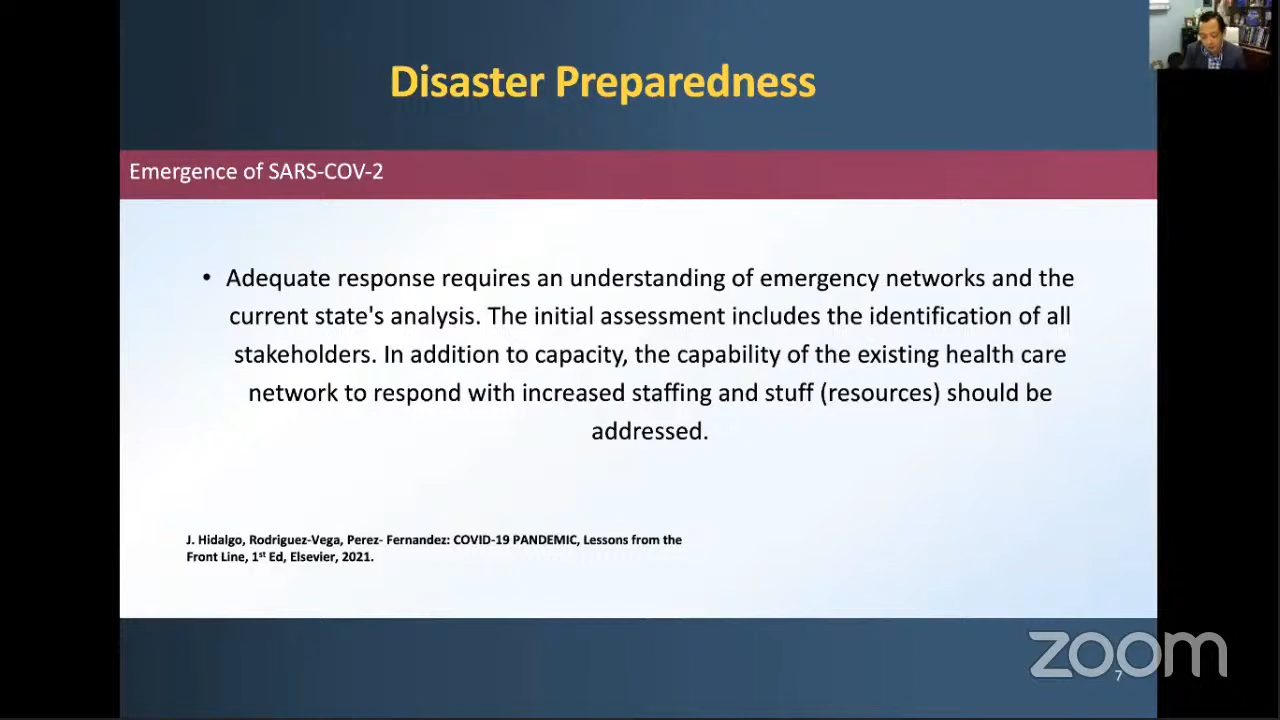 Disaster Preparedness
Emergence of SARS-COV-2
• Adequate response requires an understanding of emergency networks and the
current state's analysis. The initial assessment includes the identification of all
stakeholders. In addition to capacity, the capability of the existing health care
network to respond with increased staffing and stuff (resources) should be
addressed.
J. Hidalgo, Rodriguez-Vega, Perez- Fernandez: COVID-19 PANDEMIC, Lessons from the
Front Line, 1st Ed, Elsevier, 2021.
zoom
7